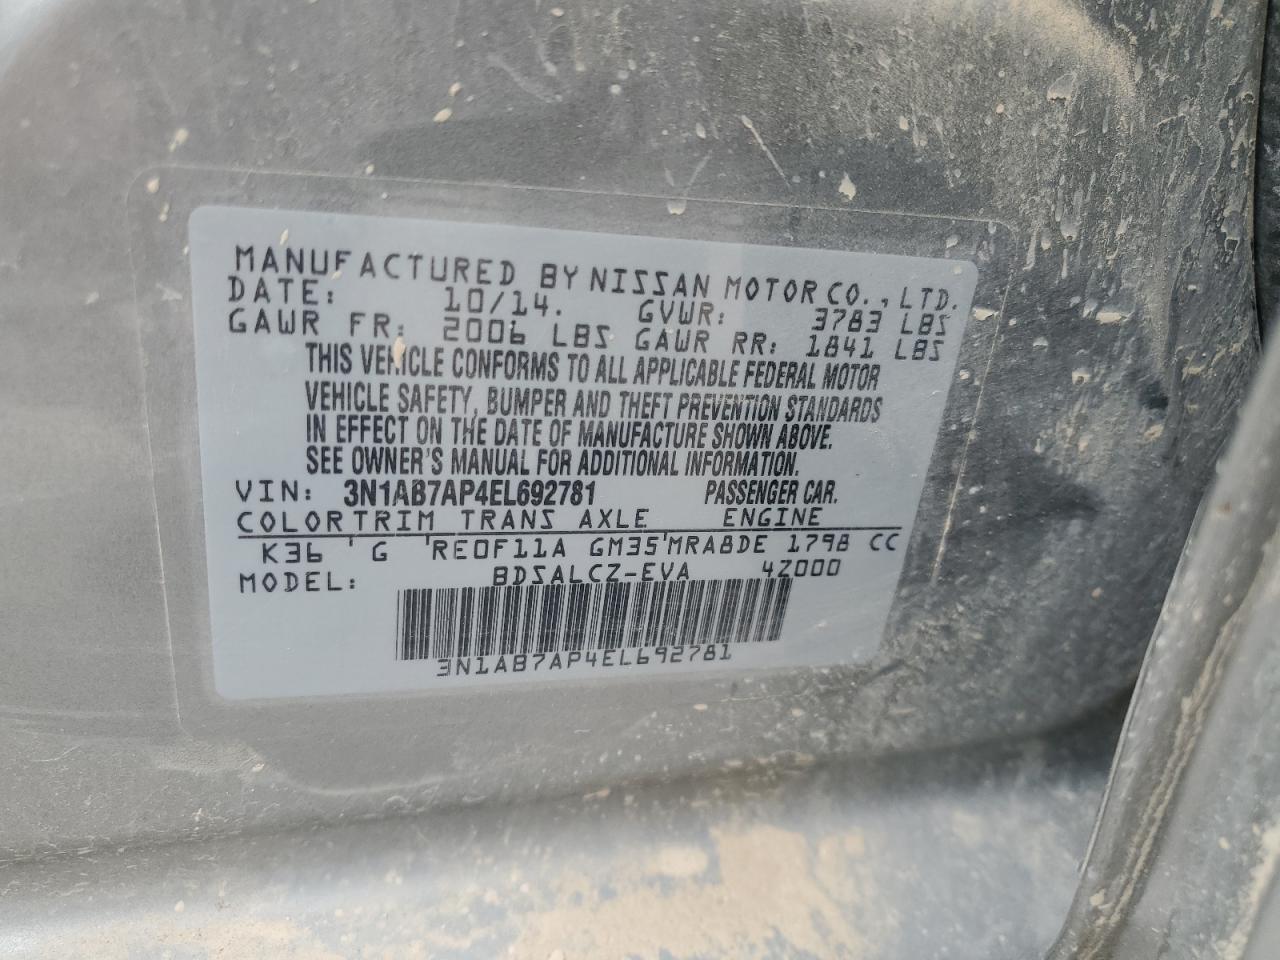 MANUFACTURED BY NISSAN MOTOR CO., LTD.
DATE: 10/14. GVWR: 3783 LBS
GAWR FR: 2006 LBS GAWR RR: 1841 LBS
THIS VEHICLE CONFORMS TO ALL APPLICABLE FEDERAL MOTOR
VEHICLE SAFETY, BUMPER AND THEFT PREVENTION STANDARDS
IN EFFECT ON THE DATE OF MANUFACTURE SHOWN ABOVE.
SEE OWNER'S MANUAL FOR ADDITIONAL INFORMATION.
VIN: 3N1AB7AP4EL692781 PASSENGER CAR.
COLOR TRIM TRANS AXLE ENGINE
K36 ' G ' RE0F11A GM35 ' MRA8DE 1798 CC
MODEL: BDSALCZ-EVA 4Z000
3N1AB7AP4EL692781